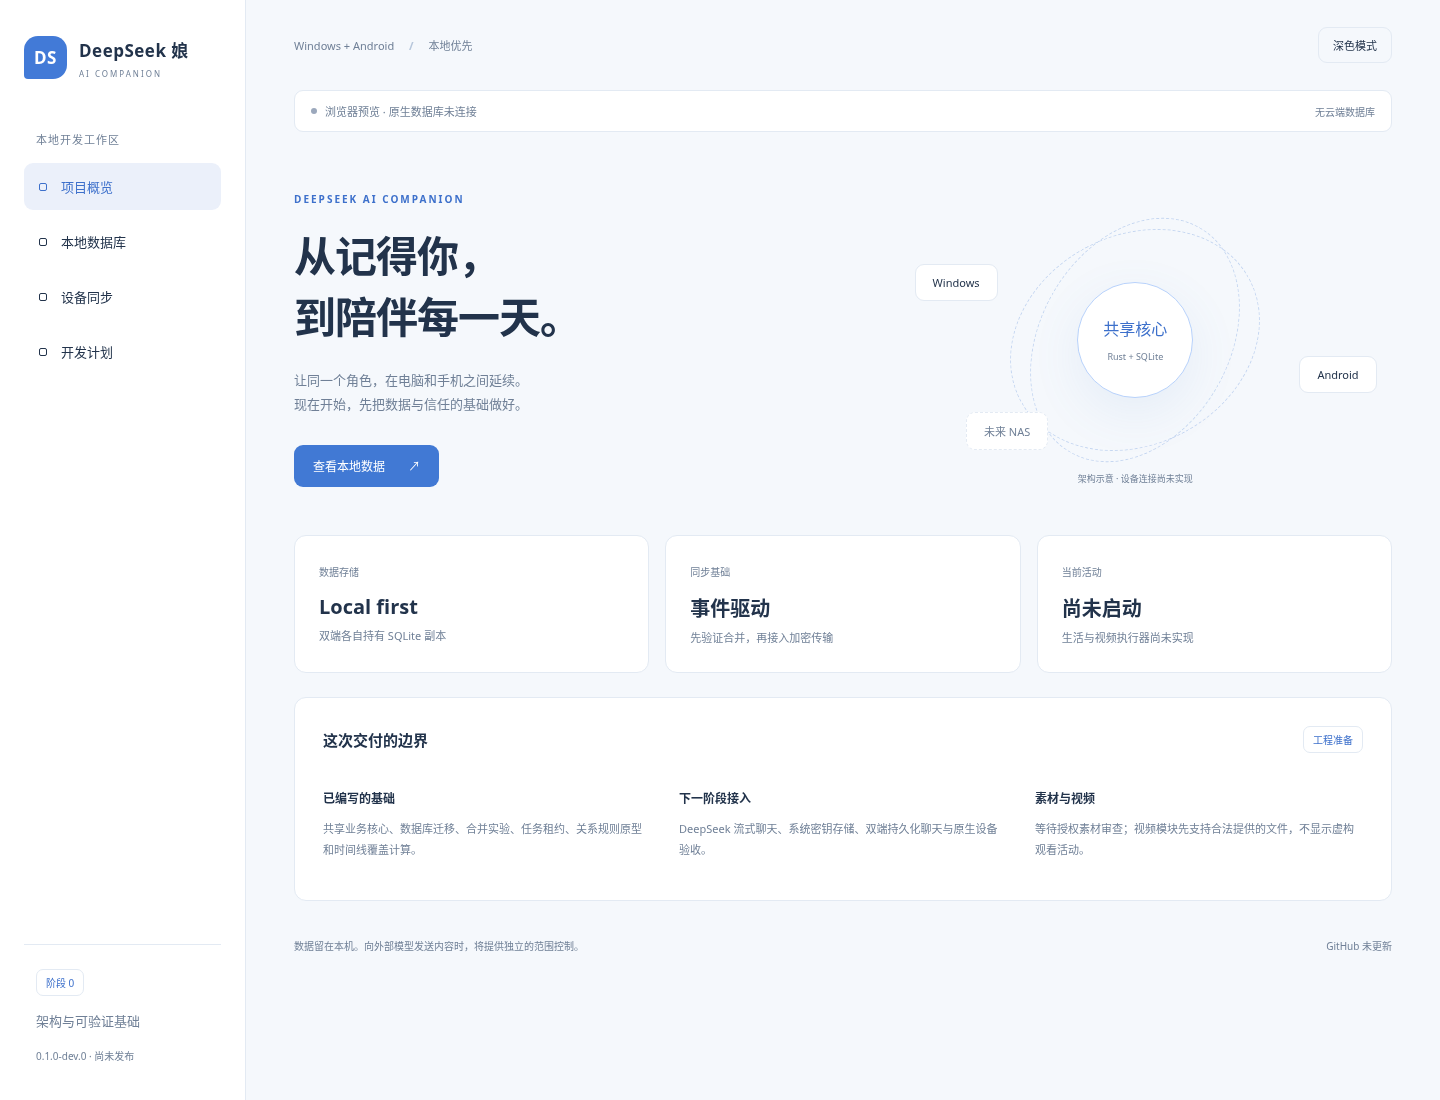 DS
DeepSeek 娘
AI COMPANION
本地开发工作区
项目概览
本地数据库
设备同步
开发计划
阶段 0
架构与可验证基础
0.1.0-dev.0 · 尚未发布
Windows + Android / 本地优先
深色模式
浏览器预览 · 原生数据库未连接
无云端数据库
DEEPSEEK AI COMPANION
从记得你，
到陪伴每一天。
让同一个角色，在电脑和手机之间延续。
现在开始，先把数据与信任的基础做好。
查看本地数据 ↗
Windows
共享核心
Rust + SQLite
Android
未来 NAS
架构示意 · 设备连接尚未实现
数据存储
Local first
双端各自持有 SQLite 副本
同步基础
事件驱动
先验证合并，再接入加密传输
当前活动
尚未启动
生活与视频执行器尚未实现
这次交付的边界
工程准备
已编写的基础
共享业务核心、数据库迁移、合并实验、任务租约、关系规则原型
和时间线覆盖计算。
下一阶段接入
DeepSeek 流式聊天、系统密钥存储、双端持久化聊天与原生设备
验收。
素材与视频
等待授权素材审查；视频模块先支持合法提供的文件，不显示虚构
观看活动。
数据留在本机。向外部模型发送内容时，将提供独立的范围控制。
GitHub 未更新